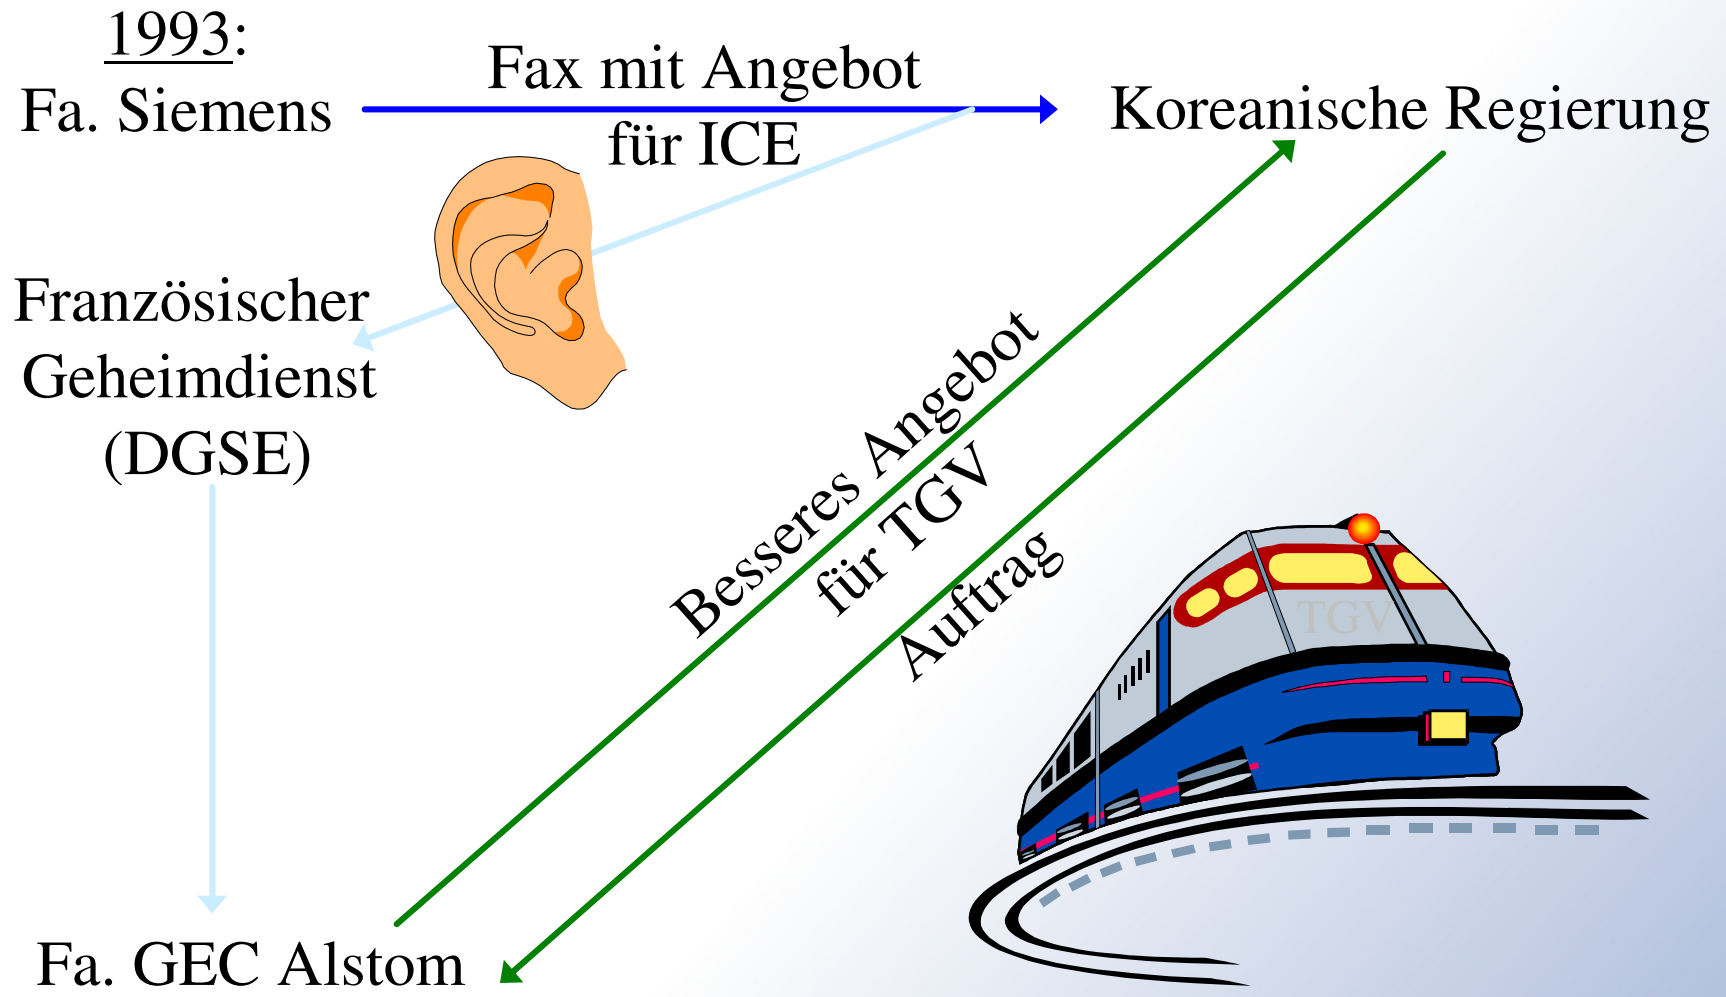 1993:
Fa. Siemens
Fax mit Angebot
für ICE
Koreanische Regierung
Französischer
Geheimdienst
(DGSE)
Besseres Angebot
für TGV
Auftrag
TGV
Fa. GEC Alstom